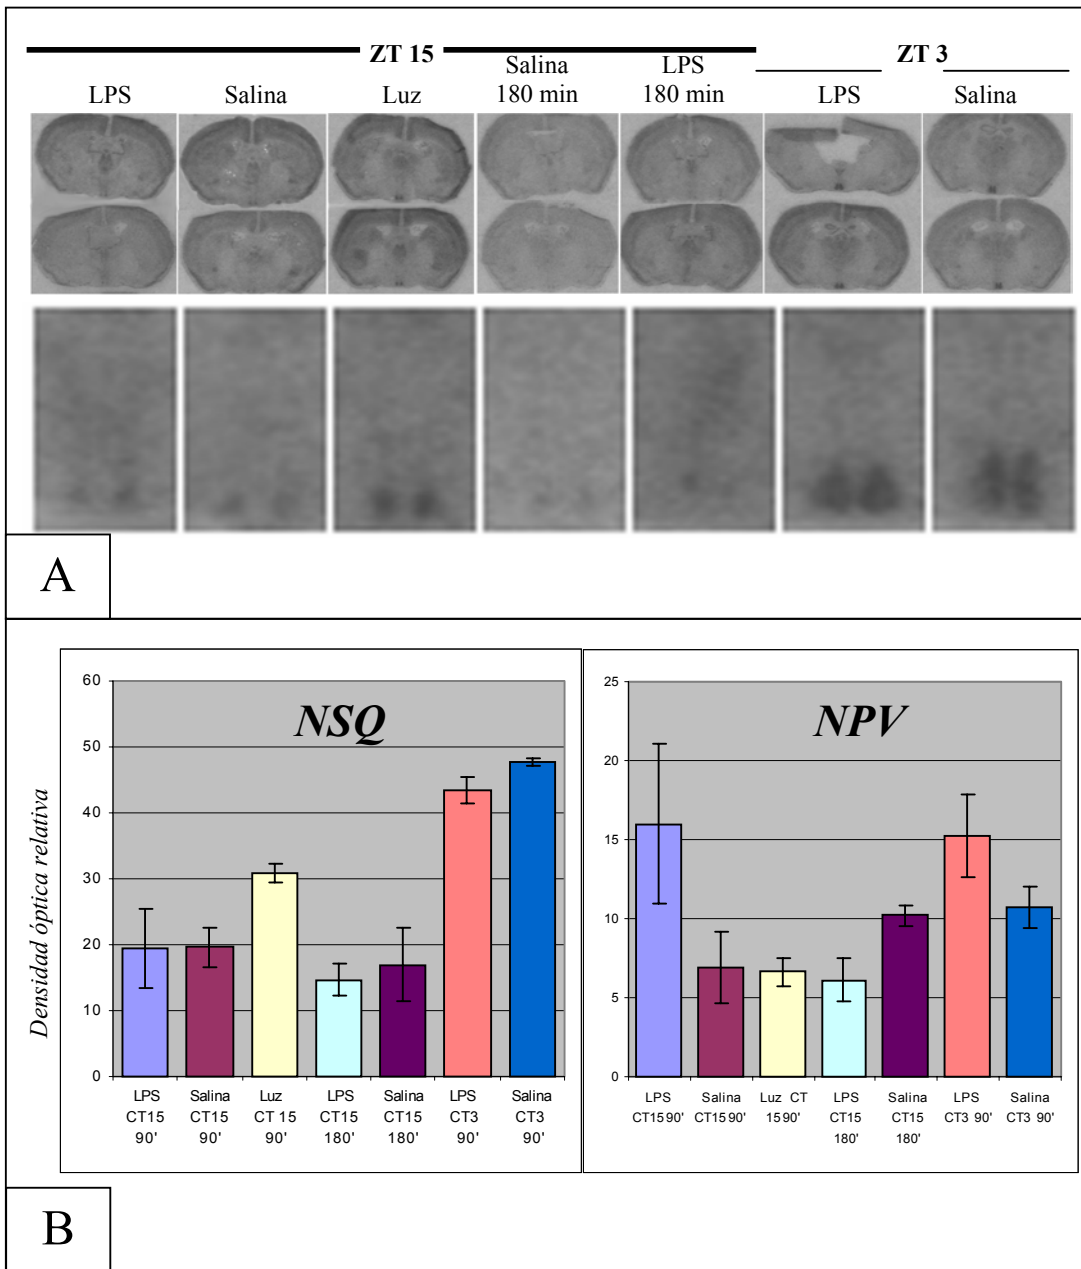 ZT 15
ZT 3
LPS
Salina
Luz
Salina
180 min
LPS
180 min
LPS
Salina
A
NSQ
Densidad óptica relativa
60
50
40
30
20
10
0
LPS
CT15
90'
Salina
CT15
90'
Luz
CT 15
90'
LPS
CT15
180'
Salina
CT15
180'
LPS
CT3
90'
Salina
CT3
90'
NPV
25
20
15
10
5
0
LPS
CT15 90'
Salina
CT15 90'
Luz CT
15 90'
LPS
CT15
180'
Salina
CT15
180'
LPS
CT3 90'
Salina
CT3 90'
B